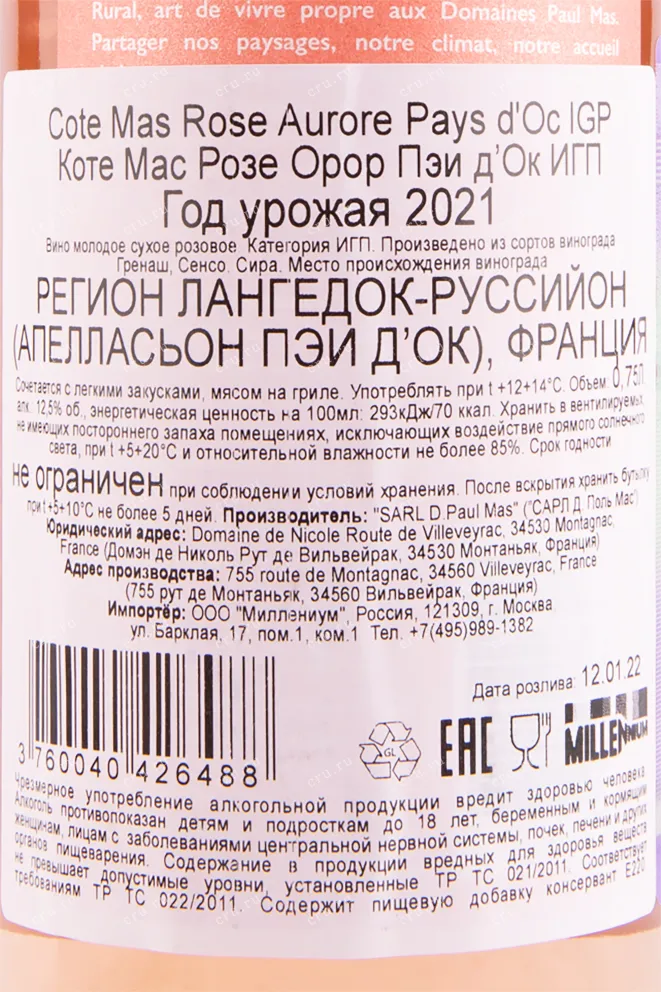 Rural, art de vivre propre aux Domaines Paul Mas.
Partager nos paysages, notre climat, notre accueil
Cote Mas Rose Aurore Pays d'Oc IGP
Коте Мас Розе Орор Пэи д'Ок ИГП
Год урожая 2021
Вино молодое сухое розовое. Категория ИГП. Произведено из сортов винограда
Гренаш, Сенсо, Сира. Место происхождения винограда
РЕГИОН ЛАНГЕДОК-РУССИЙОН
(АПЕЛЛАСЬОН ПЭИ Д'ОК), ФРАНЦИЯ
Сочетается с легкими закусками, мясом на гриле. Употреблять при t +12+14°C. Объем 0,75Л,
алк. 12,5% об., энергетическая ценность на 100мл: 293кДж/70 ккал. Хранить в вентилируемых,
не имеющих постороннего запаха помещениях, исключающих воздействие прямого солнечного
света, при t +5+20°C и относительной влажности не более 85%. Срок годности
не ограничен при соблюдении условий хранения. После вскрытия хранить бутылку
при t +5+10°C не более 5 дней. Производитель: "SARL D.Paul Mas" ("САРЛ Д.Поль Мас")
Юридический адрес: Domaine de Nicole Route de Villeveyrac, 34530 Montagnac,
France (Домэн де Николь Рут де Вильвейрак, 34530 Монтаньяк, Франция)
Адрес производства: 755 route de Montagnac, 34560 Villeveyrac, France
(755 рут де Монтаньяк, 34560 Вильвейрак, Франция)
Импортёр: ООО "Миллениум", Россия, 121309, г. Москва,
ул. Барклая, 17, пом.1, ком.1 Тел. +7(495)989-1382
Дата розлива: 12.01.22
GL EAC MILLENNIUM
3 760040 426488
Чрезмерное употребление алкогольной продукции вредит здоровью человека.
Алкоголь противопоказан детям и подросткам до 18 лет, беременным и кормящим
женщинам, лицам с заболеваниями центральной нервной системы, почек, печени и других
органов пищеварения. Содержание в продукции вредных для здоровья веществ
не превышает допустимые уровни, установленные ТР ТС 021/2011. Соответствует
требованиям ТР ТС 022/2011. Содержит пищевую добавку консервант E220